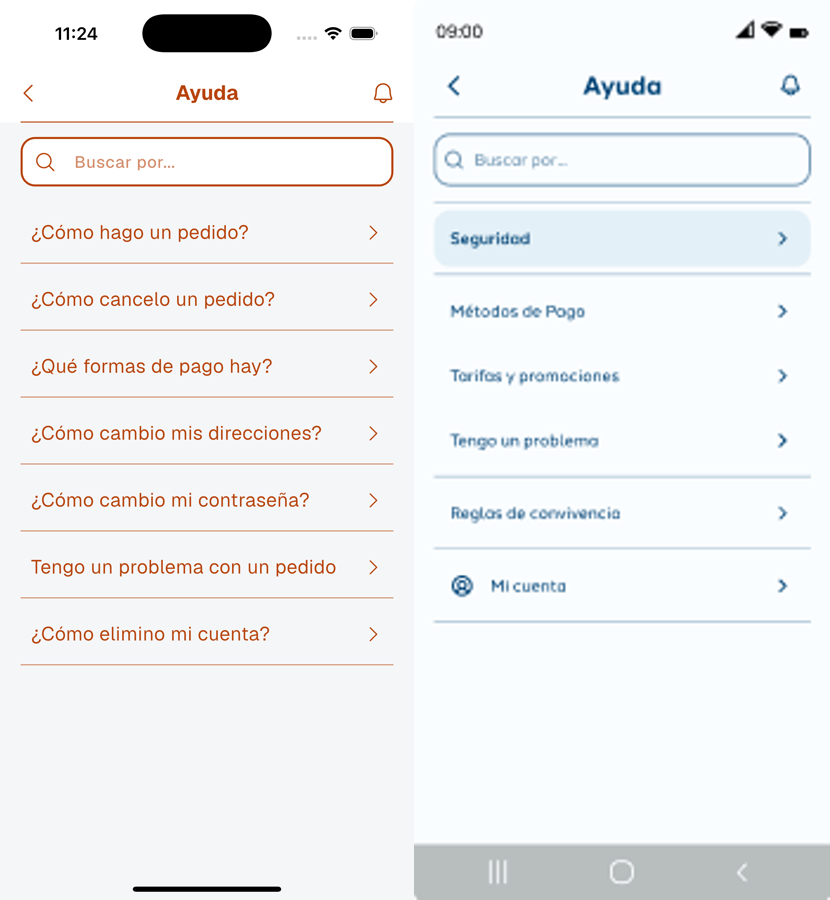 11:24
Ayuda
Buscar por...
¿Cómo hago un pedido?
¿Cómo cancelo un pedido?
¿Qué formas de pago hay?
¿Cómo cambio mis direcciones?
¿Cómo cambio mi contraseña?
Tengo un problema con un pedido
¿Cómo elimino mi cuenta?
09:00
Ayuda
Buscar por...
Seguridad
Métodos de Pago
Tarifas y promociones
Tengo un problema
Reglas de convivencia
Mi cuenta